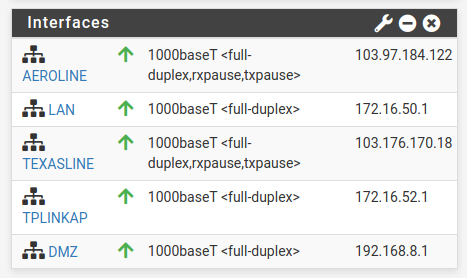 Interfaces
AEROLINE 1000baseT <full-duplex,rxpause,txpause> 103.97.184.122
LAN 1000baseT <full-duplex> 172.16.50.1
TEXASLINE 1000baseT <full-duplex,rxpause,txpause> 103.176.170.18
TPLINKAP 1000baseT <full-duplex> 172.16.52.1
DMZ 1000baseT <full-duplex> 192.168.8.1